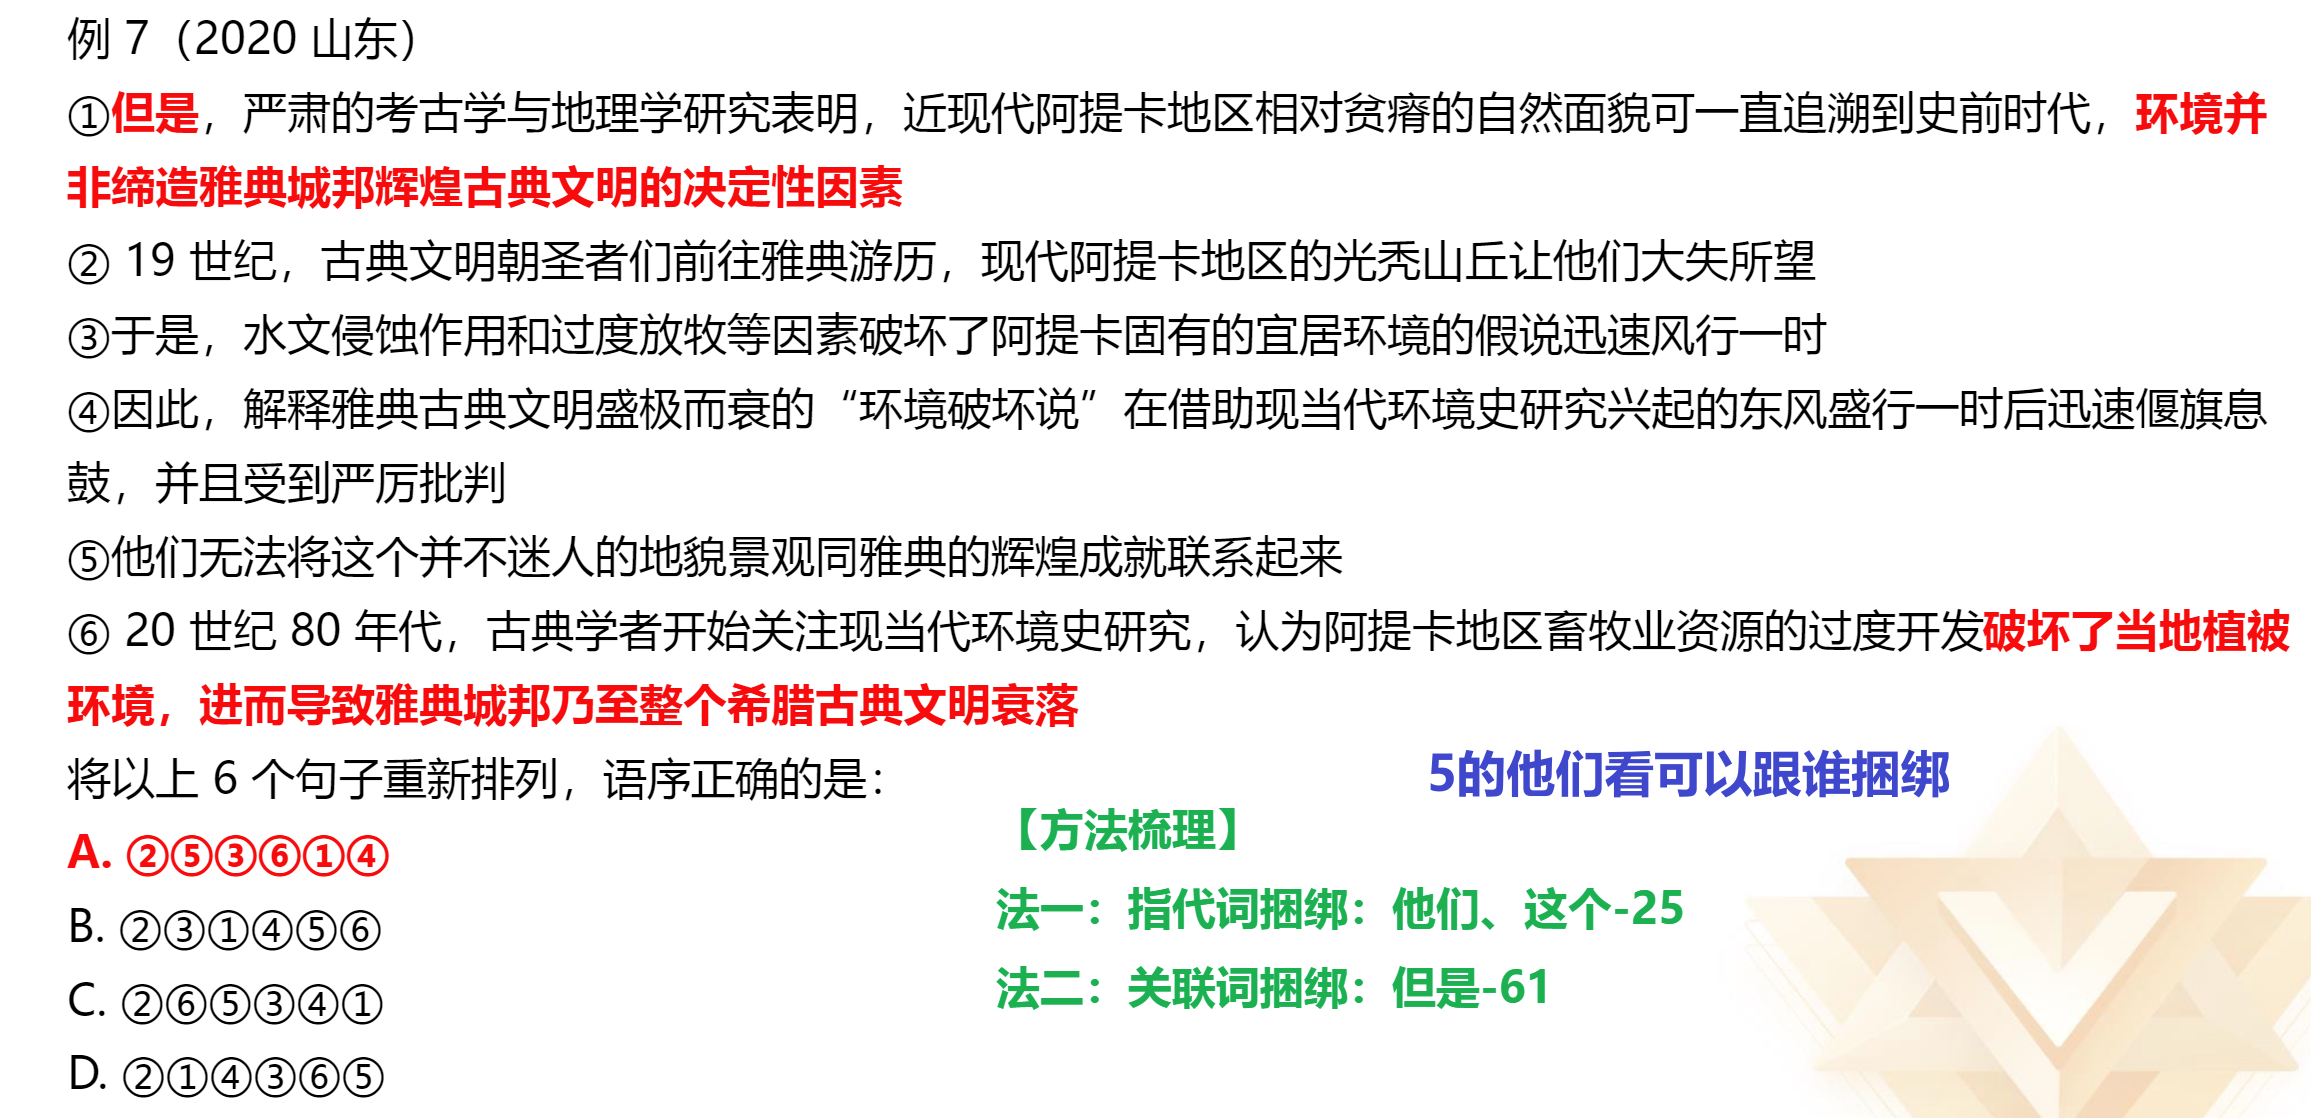 例 7（2020 山东）
①但是，严肃的考古学与地理学研究表明，近现代阿提卡地区相对贫瘠的自然面貌可一直追溯到史前时代，环境并
非缔造雅典城邦辉煌古典文明的决定性因素
② 19 世纪，古典文明朝圣者们前往雅典游历，现代阿提卡地区的光秃山丘让他们大失所望
③于是，水文侵蚀作用和过度放牧等因素破坏了阿提卡固有的宜居环境的假说迅速风行一时
④因此，解释雅典古典文明盛极而衰的“环境破坏说”在借助现当代环境史研究兴起的东风盛行一时后迅速偃旗息
鼓，并且受到严厉批判
⑤他们无法将这个并不迷人的地貌景观同雅典的辉煌成就联系起来
⑥ 20 世纪 80 年代，古典学者开始关注现当代环境史研究，认为阿提卡地区畜牧业资源的过度开发破坏了当地植被
环境，进而导致雅典城邦乃至整个希腊古典文明衰落
将以上 6 个句子重新排列，语序正确的是：
A. ②⑤③⑥①④
B. ②③①④⑤⑥
C. ②⑥⑤③④①
D. ②①④③⑥⑤
5的他们看可以跟谁捆绑
【方法梳理】
法一：指代词捆绑：他们、这个-25
法二：关联词捆绑：但是-61